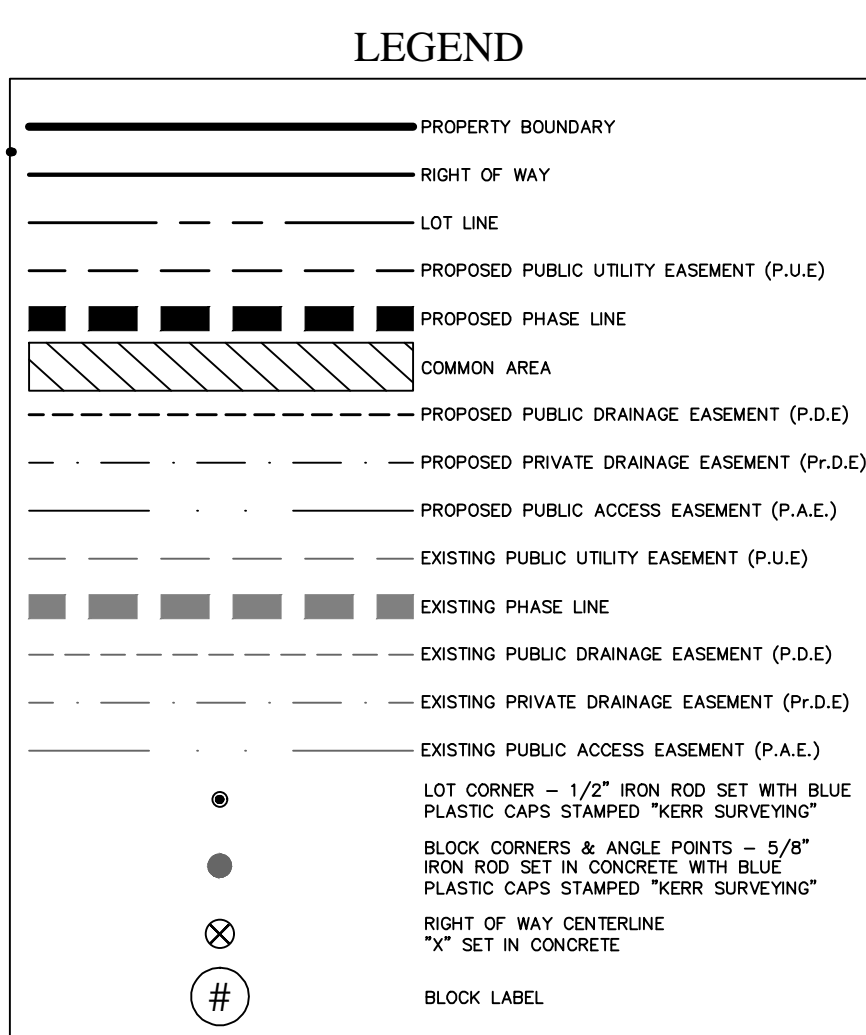 LEGEND
PROPERTY BOUNDARY
RIGHT OF WAY
LOT LINE
PROPOSED PUBLIC UTILITY EASEMENT (P.U.E)
PROPOSED PHASE LINE
COMMON AREA
PROPOSED PUBLIC DRAINAGE EASEMENT (P.D.E)
PROPOSED PRIVATE DRAINAGE EASEMENT (Pr.D.E)
PROPOSED PUBLIC ACCESS EASEMENT (P.A.E.)
EXISTING PUBLIC UTILITY EASEMENT (P.U.E)
EXISTING PHASE LINE
EXISTING PUBLIC DRAINAGE EASEMENT (P.D.E)
EXISTING PRIVATE DRAINAGE EASEMENT (Pr.D.E)
EXISTING PUBLIC ACCESS EASEMENT (P.A.E.)
LOT CORNER – 1/2" IRON ROD SET WITH BLUE
PLASTIC CAPS STAMPED "KERR SURVEYING"
BLOCK CORNERS & ANGLE POINTS – 5/8"
IRON ROD SET IN CONCRETE WITH BLUE
PLASTIC CAPS STAMPED "KERR SURVEYING"
RIGHT OF WAY CENTERLINE
"X" SET IN CONCRETE
# BLOCK LABEL